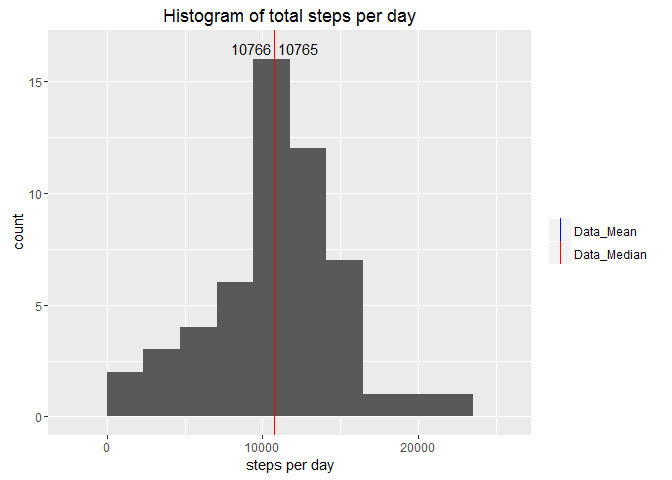 Histogram of total steps per day
10766 10765
15
10
5
0
count
0 10000 20000
steps per day
Data_Mean
Data_Median